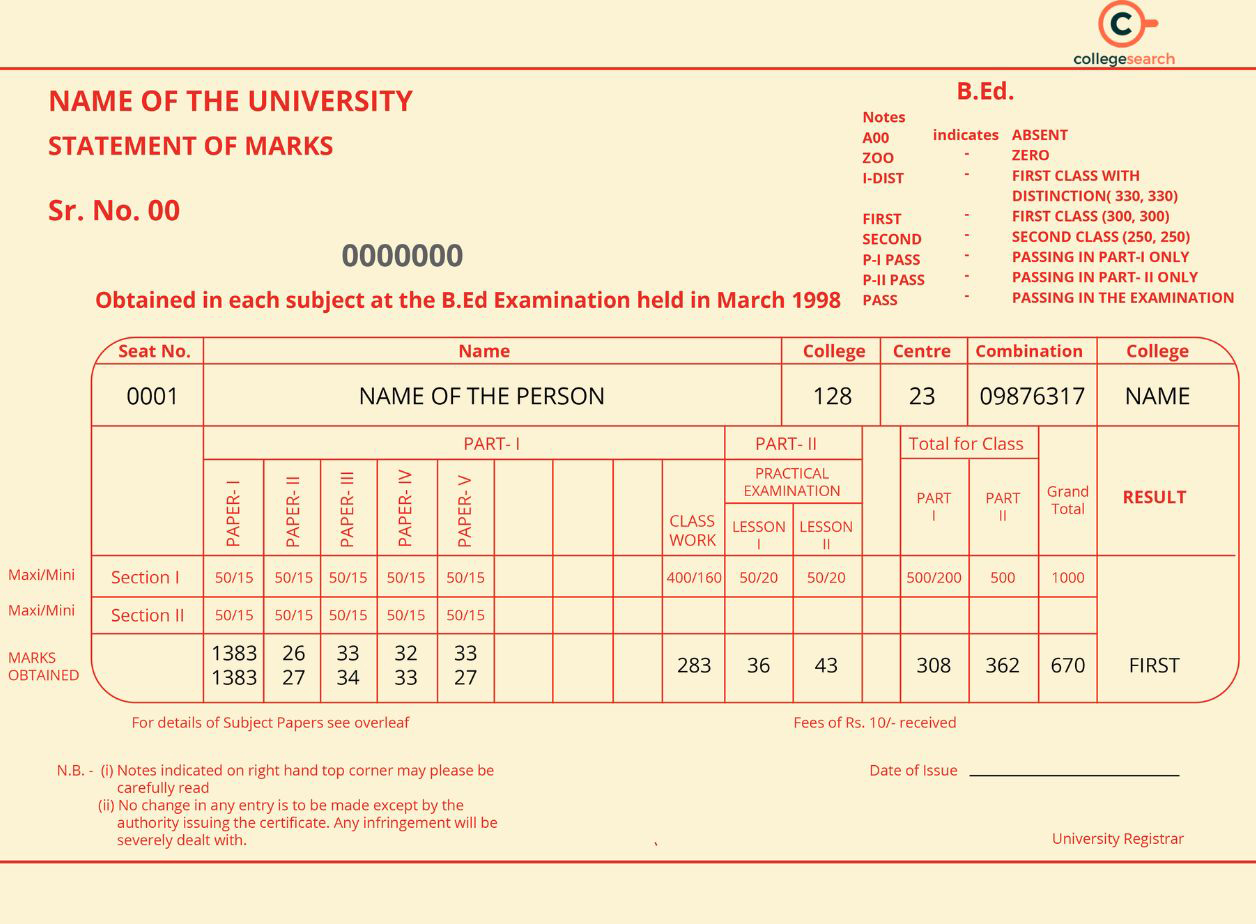 C
collegesearch
NAME OF THE UNIVERSITY
STATEMENT OF MARKS
Sr. No. 00
0000000
Obtained in each subject at the B.Ed Examination held in March 1998
B.Ed.
Notes
A00 indicates ABSENT
ZOO - ZERO
I-DIST - FIRST CLASS WITH
DISTINCTION( 330, 330)
FIRST - FIRST CLASS (300, 300)
SECOND - SECOND CLASS (250, 250)
P-I PASS - PASSING IN PART-I ONLY
P-II PASS - PASSING IN PART- II ONLY
PASS - PASSING IN THE EXAMINATION
Seat No. Name College Centre Combination College
0001 NAME OF THE PERSON 128 23 09876317 NAME
PART- I PART- II Total for Class
PAPER- I PAPER- II PAPER- III PAPER- IV PAPER- V
CLASS
WORK
PRACTICAL
EXAMINATION
LESSON
I
LESSON
II
PART
I
PART
II
Grand
Total
RESULT
Maxi/Mini Section I 50/15 50/15 50/15 50/15 50/15 400/160 50/20 50/20 500/200 500 1000
Maxi/Mini Section II 50/15 50/15 50/15 50/15 50/15
MARKS
OBTAINED
1383 26 33 32 33
1383 27 34 33 27
283 36 43 308 362 670 FIRST
For details of Subject Papers see overleaf
Fees of Rs. 10/- received
N.B. - (i) Notes indicated on right hand top corner may please be
carefully read
(ii) No change in any entry is to be made except by the
authority issuing the certificate. Any infringement will be
severely dealt with.
Date of Issue
University Registrar